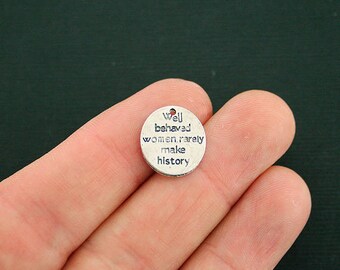 Well
behaved
women rarely
make
history